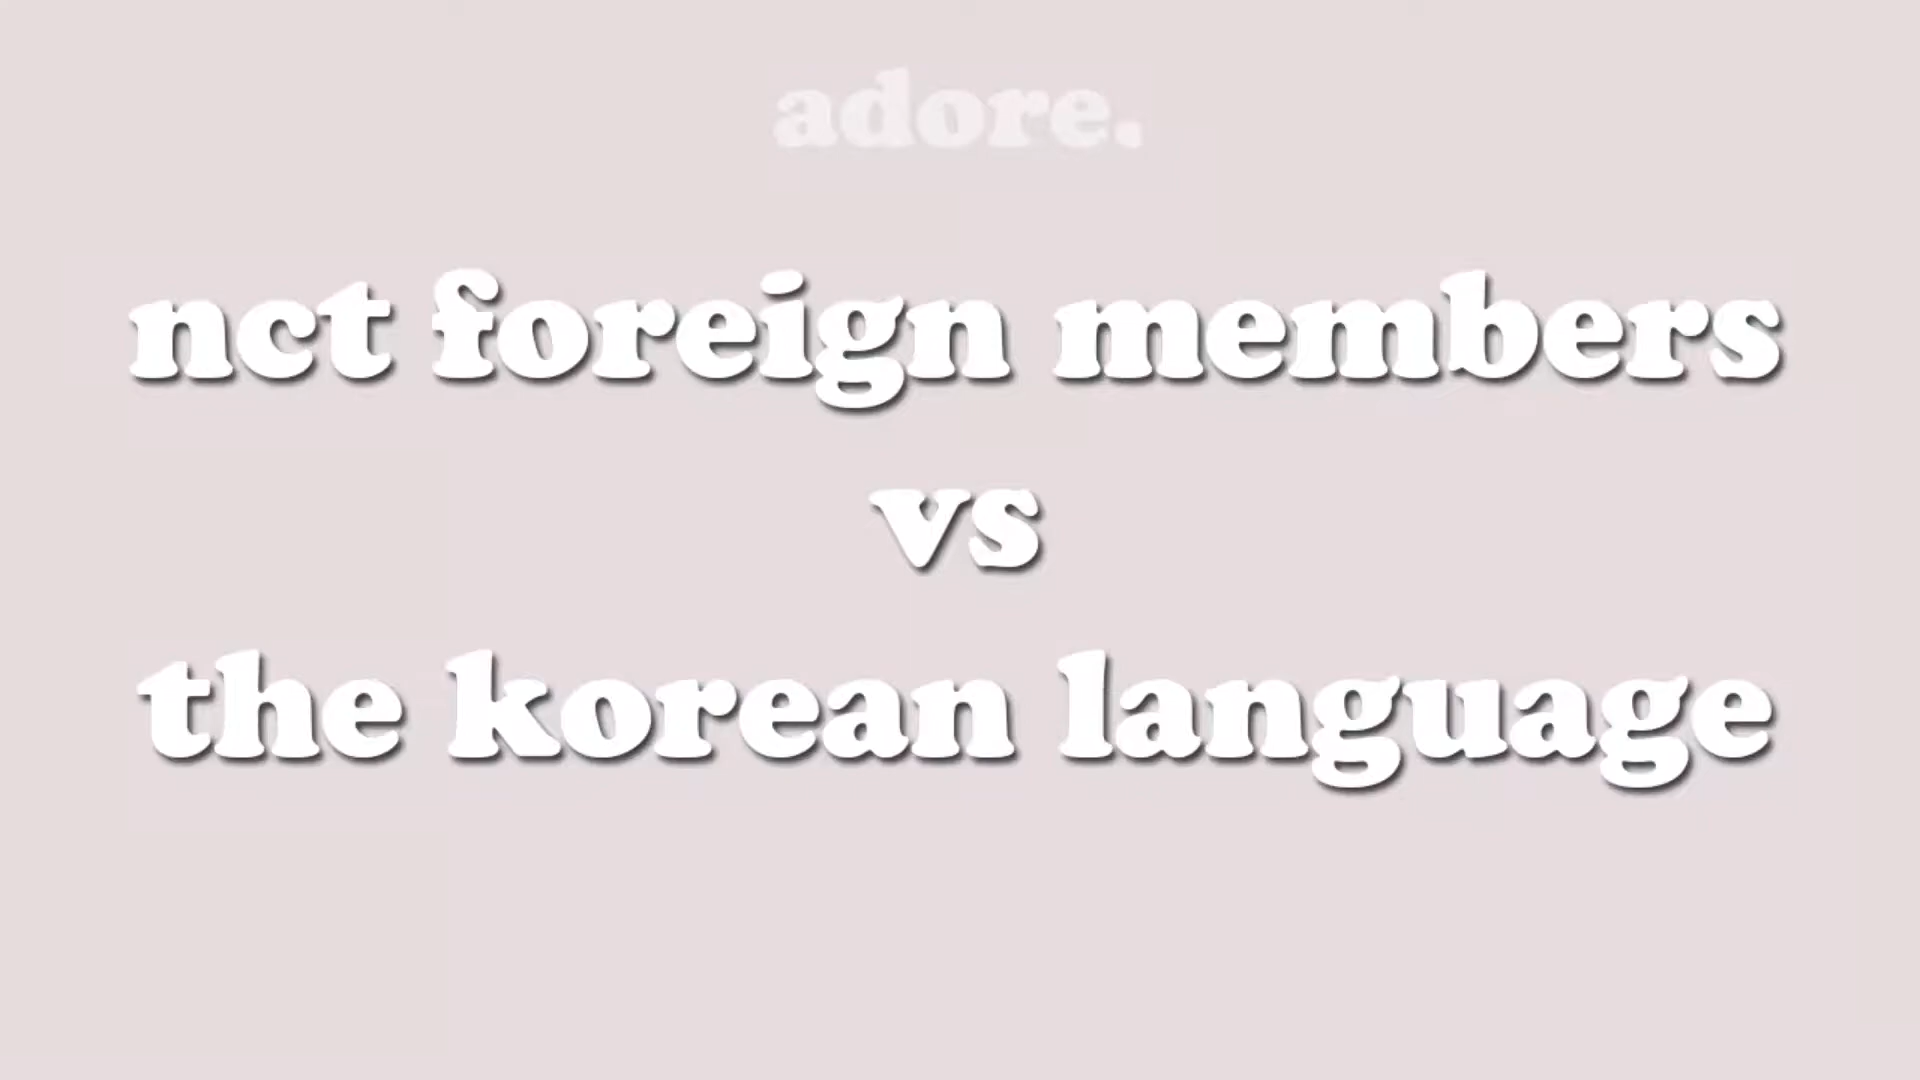 adore.
nct foreign members
vs
the korean language